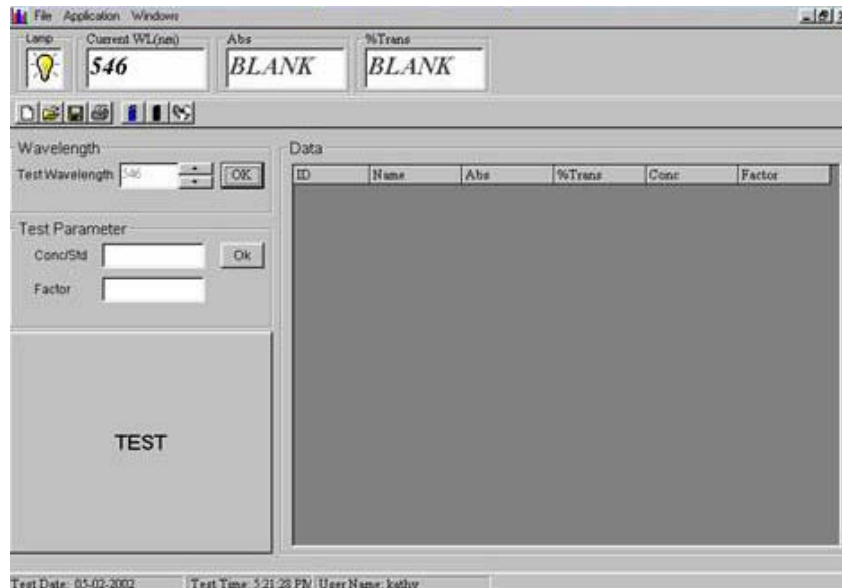 File Application Windows
Lamp Current WL(nm) Abs %Trans
546 BLANK BLANK
Wavelength Data
Test Wavelength 546 OK ID Name Abs %Trans Conc Factor
Test Parameter
Conc/Std Ok
Factor
TEST
Test Date: 05-02-2002 Test Time: 5:21:28 PM User Name: kathy